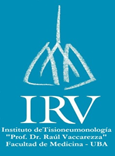 IRV
Instituto de Tisioneumonología
"Prof. Dr. Raúl Vaccarezza"
Facultad de Medicina - UBA